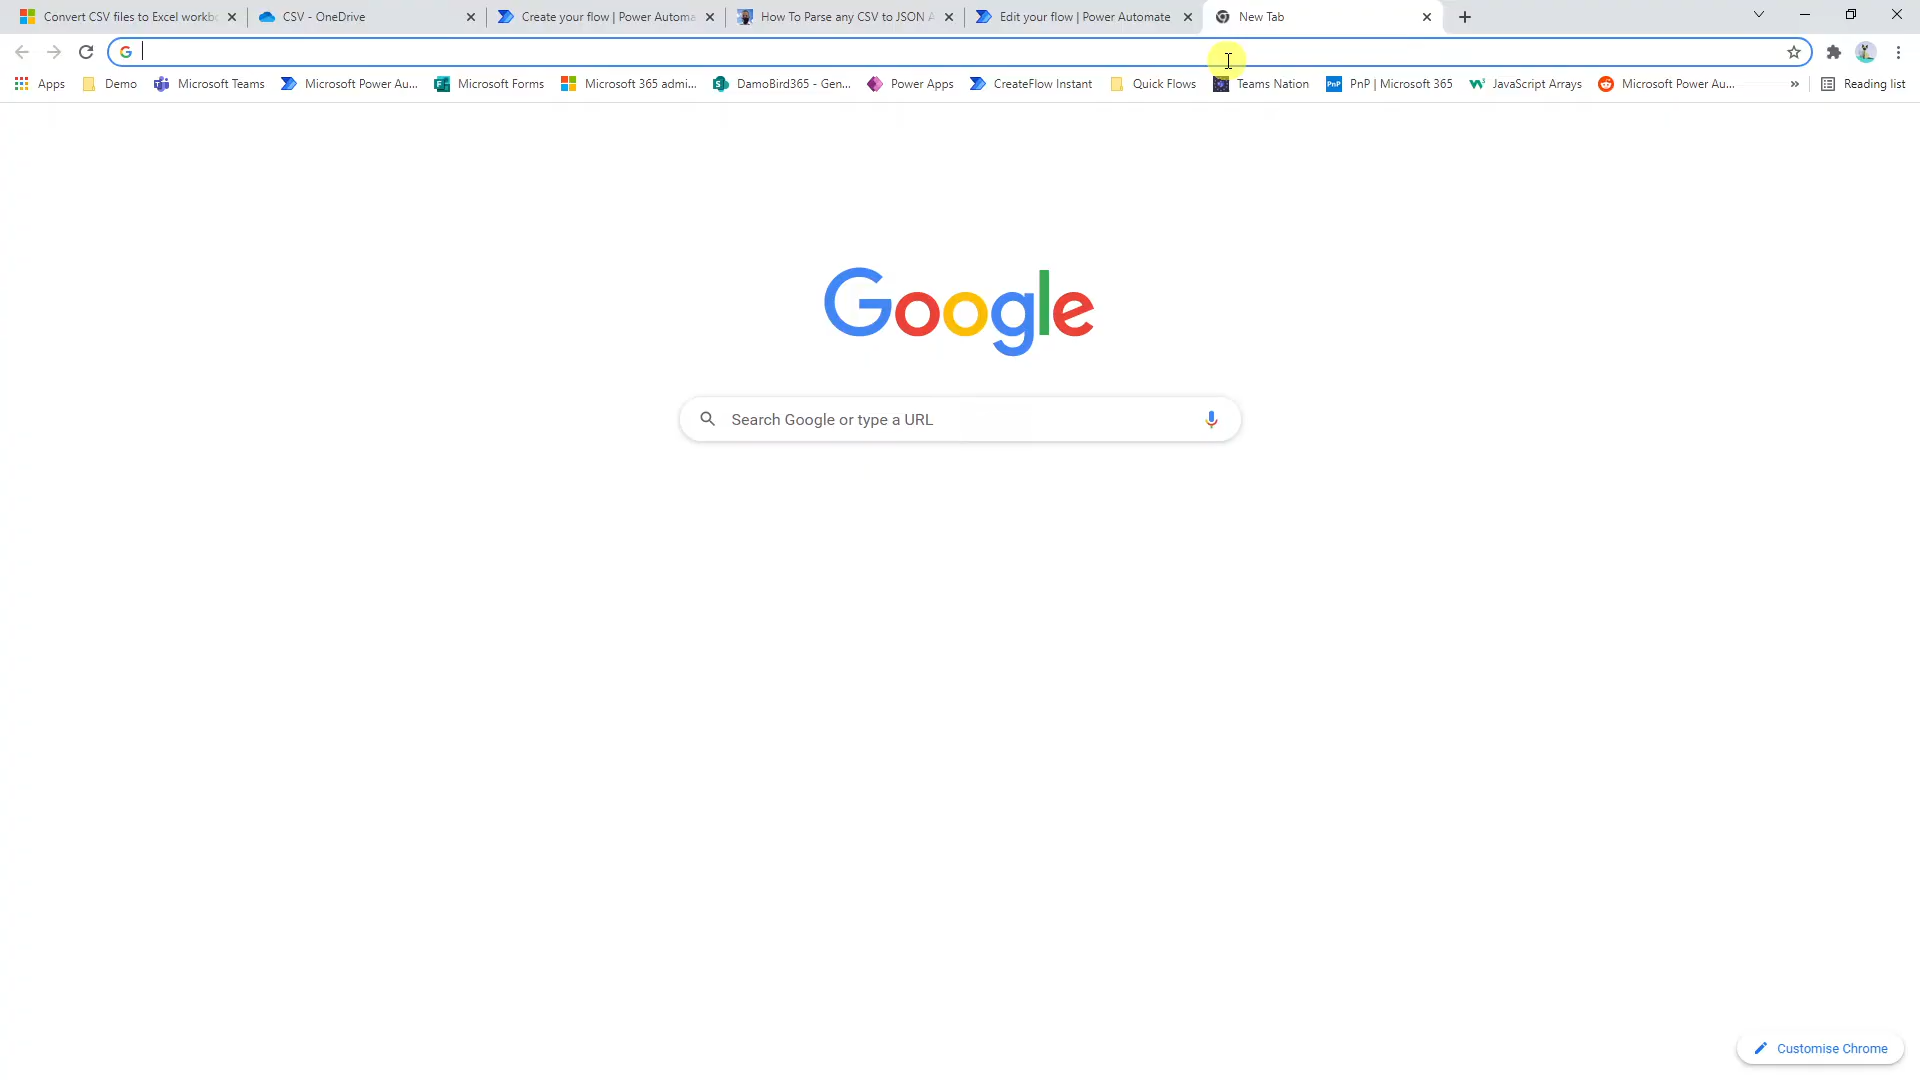 Convert CSV files to Excel workbo
CSV - OneDrive
Create your flow | Power Automa
How To Parse any CSV to JSON A
Edit your flow | Power Automate
New Tab
Apps
Demo
Microsoft Teams
Microsoft Power Au...
Microsoft Forms
Microsoft 365 admi...
DamoBird365 - Gen...
Power Apps
CreateFlow Instant
Quick Flows
Teams Nation
PnP | Microsoft 365
JavaScript Arrays
Microsoft Power Au...
Reading list
Google
Search Google or type a URL
Customise Chrome